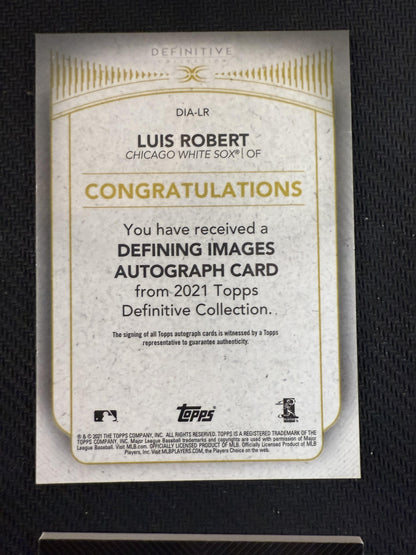 DEFINITIVE
COLLECTION
DIA-LR
LUIS ROBERT
CHICAGO WHITE SOX® | OF
CONGRATULATIONS
You have received a
DEFINING IMAGES
AUTOGRAPH CARD
from 2021 Topps
Definitive Collection.
The signing of all Topps autograph cards is witnessed by a Topps
representative to guarantee authenticity.
Topps
® & © 2021 THE TOPPS COMPANY, INC. ALL RIGHTS RESERVED. TOPPS IS A REGISTERED TRADEMARK OF THE
TOPPS COMPANY, INC. Major League Baseball trademarks and copyrights are used with permission of Major
League Baseball. Visit MLB.com. OFFICIALLY LICENSED PRODUCT OF MLB. Officially Licensed Product of MLB
Players, Inc. Visit MLBPLAYERS.COM, the Players Choice on the web.